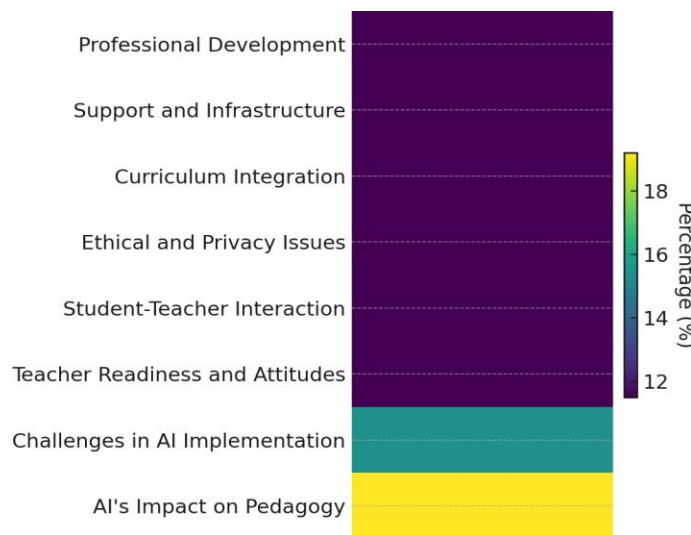 Professional Development
Support and Infrastructure
Curriculum Integration
Ethical and Privacy Issues
Student-Teacher Interaction
Teacher Readiness and Attitudes
Challenges in AI Implementation
AI's Impact on Pedagogy
18
16
14
12
Percentage (%)